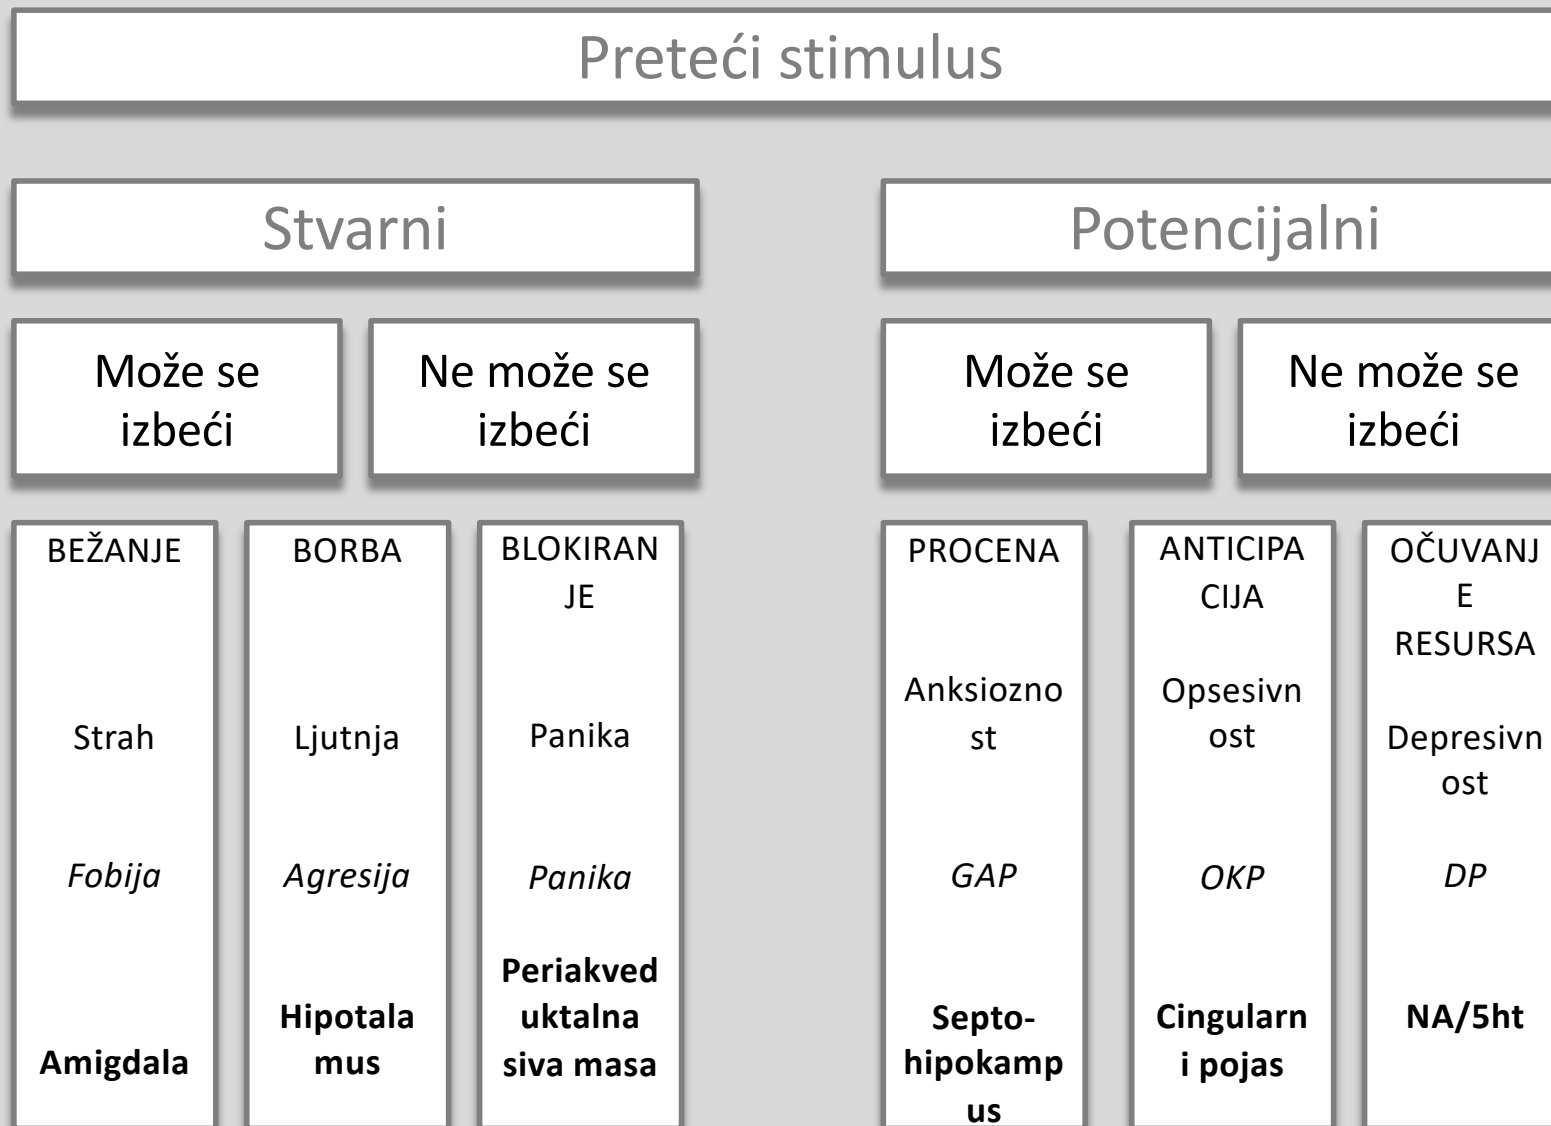 Preteći stimulus
Stvarni
Potencijalni
Može se
izbeći
Ne može se
izbeći
Može se
izbeći
Ne može se
izbeći
BEŽANJE
Strah
Fobija
Amigdala
BORBA
Ljutnja
Agresija
Hipotala
mus
BLOKIRAN
JE
Panika
Panika
Periakved
uktalna
siva masa
PROCENA
Anksiozno
st
GAP
Septo-
hipokamp
us
ANTICIPA
CIJA
Opsesivn
ost
OKP
Cingularn
i pojas
OČUVANJ
E
RESURSA
Depresivn
ost
DP
NA/5ht